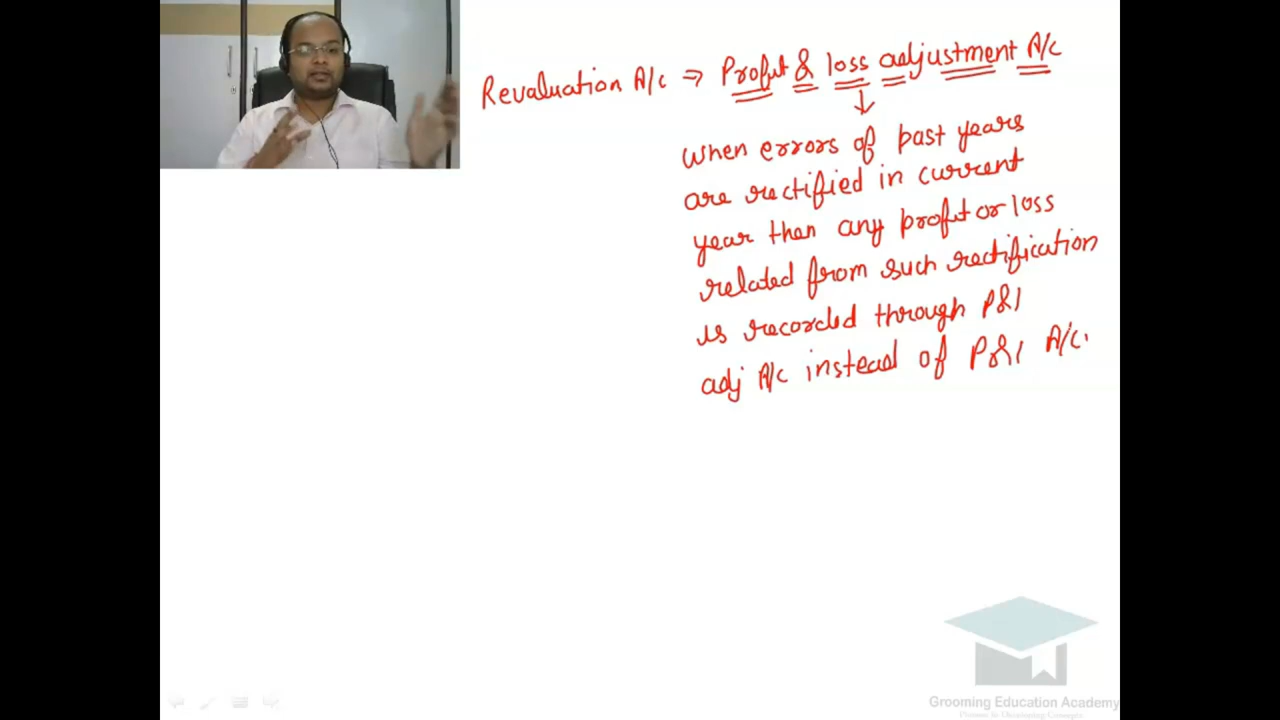 Revaluation A/c ⇒ Profit & loss adjustment A/c
When errors of past years
are rectified in current
year then any profit or loss
related from such rectification
is recorded through P&l
adj A/c instead of P&l A/c.
Grooming Education Academy